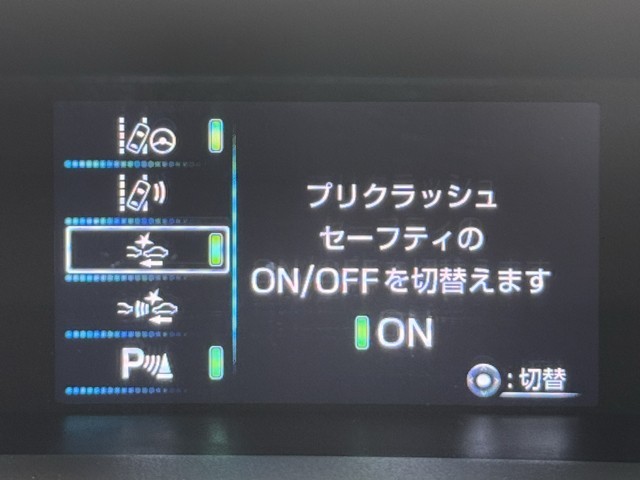 プリクラッシュ
セーフティの
ON/OFFを切替えます
ON
P
:切替